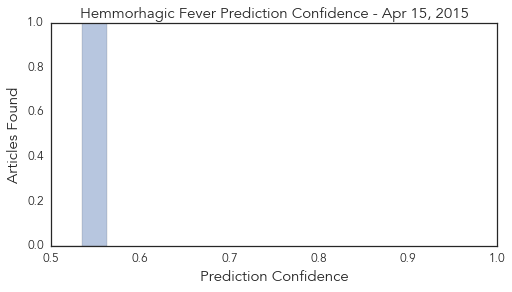 Hemmorhagic Fever Prediction Confidence - Apr 15, 2015
1.0
0.8
0.6
0.4
0.2
0.0
Articles Found
0.5 0.6 0.7 0.8 0.9 1.0
Prediction Confidence